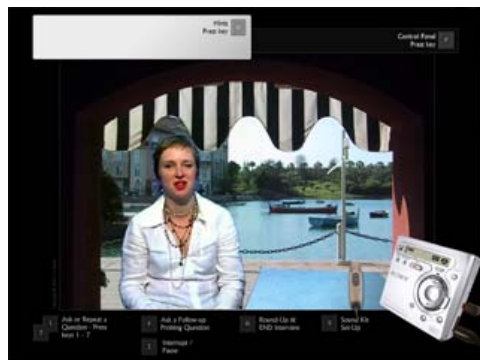 Hints
Press key
Control Panel
Press key
Ask or Repeat a
Question - Press
keys 1 - 7
Ask a Follow-up
Probing Question
Round-Up &
END Interview
Sound Kit
Set-Up
Interrupt /
Pause
SONY